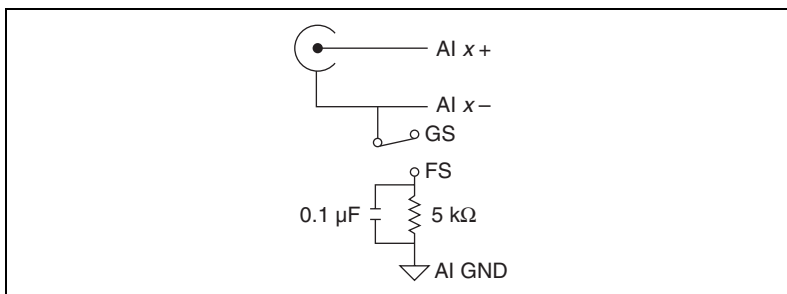 AI x+
AI x–
GS
FS
0.1 µF
5 kΩ
AI GND